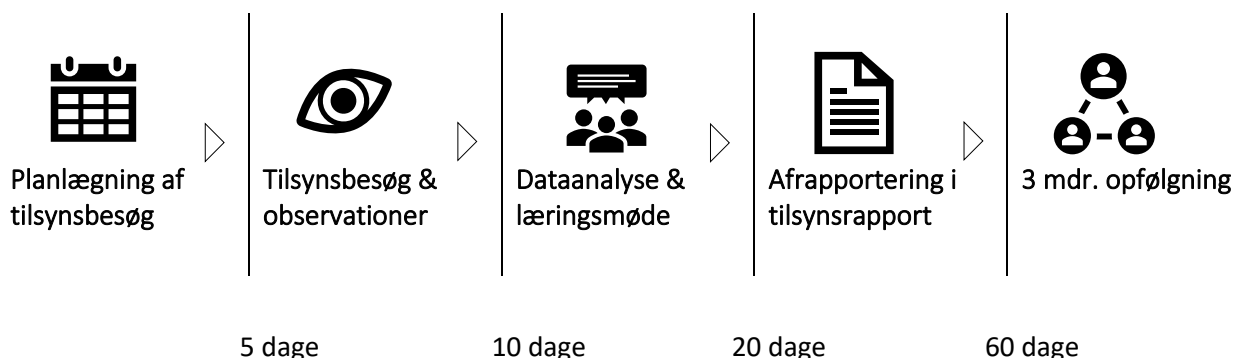 Planlægning af
tilsynsbesøg
Tilsynsbesøg &
observationer
Dataanalyse &
læringsmøde
Afrapportering i
tilsynsrapport
3 mdr. opfølgning
5 dage
10 dage
20 dage
60 dage